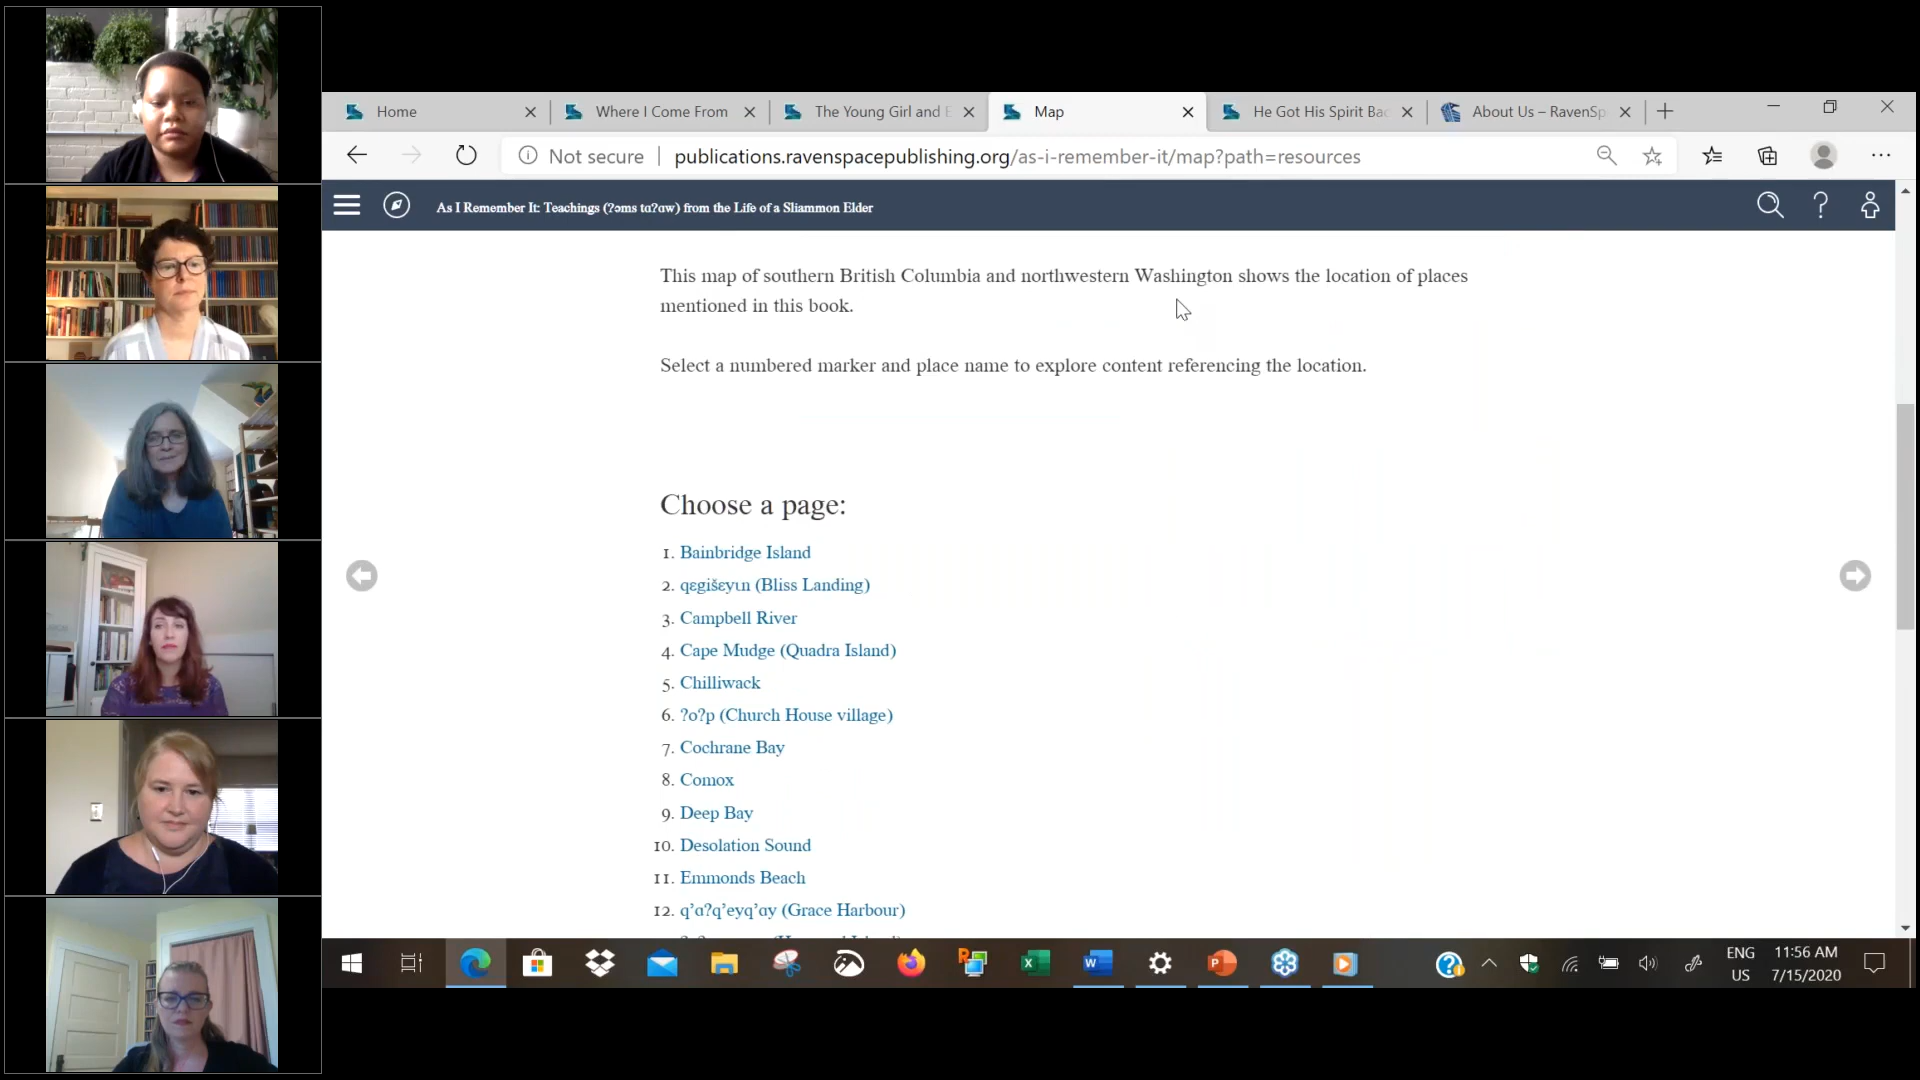 Home
Where I Come From
The Young Girl and E
Map
He Got His Spirit Bac
About Us – RavenSp
Not secure
publications.ravenspacepublishing.org/as-i-remember-it/map?path=resources
As I Remember It: Teachings (ʔəms tɑʔɑw) from the Life of a Sliammon Elder
This map of southern British Columbia and northwestern Washington shows the location of places
mentioned in this book.
Select a numbered marker and place name to explore content referencing the location.
Choose a page:
1. Bainbridge Island
2. qɛgišɛyɩn (Bliss Landing)
3. Campbell River
4. Cape Mudge (Quadra Island)
5. Chilliwack
6. ʔoʔp (Church House village)
7. Cochrane Bay
8. Comox
9. Deep Bay
10. Desolation Sound
11. Emmonds Beach
12. q’ɑʔq’eyq’ɑy (Grace Harbour)
ENG
US
11:56 AM
7/15/2020